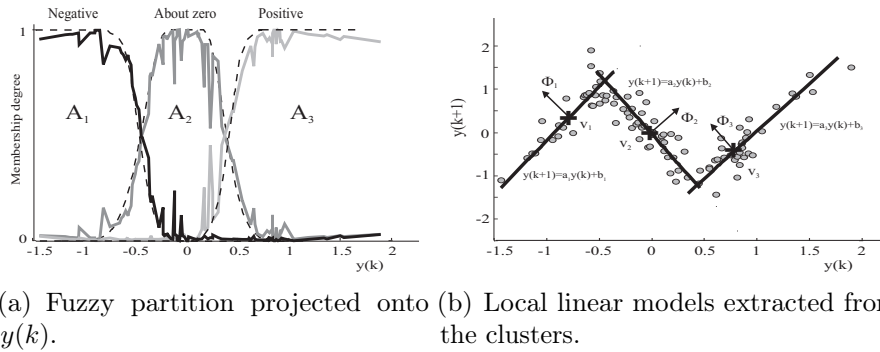 Negative About zero Positive
1
Membership degree
A1 A2 A3
0
-1.5 -1 -0.5 0 0.5 1 1.5 2
y(k)
2
1
0
-1
-2
y(k+1)
Φ1
y(k+1)=a2y(k)+b2
Φ2
Φ3
v1
v2
v3
y(k+1)=a3y(k)+b3
y(k+1)=a1y(k)+b1
-1.5 -1 -0.5 0 0.5 1 1.5 2
y(k)
(a) Fuzzy partition projected onto
y(k).
(b) Local linear models extracted from
the clusters.